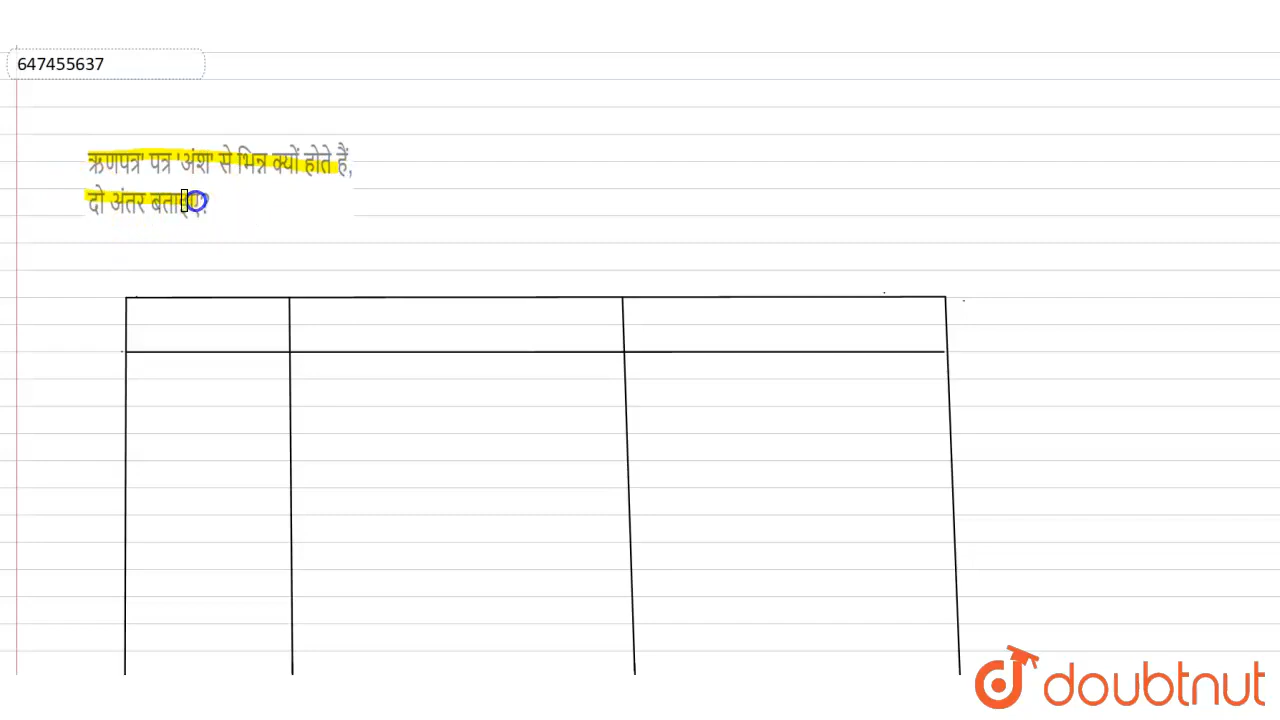 647455637
ऋणपत्र' पत्र 'अंश' से भिन्न क्यों होते हैं,
दो अंतर बताइए?
doubtnut